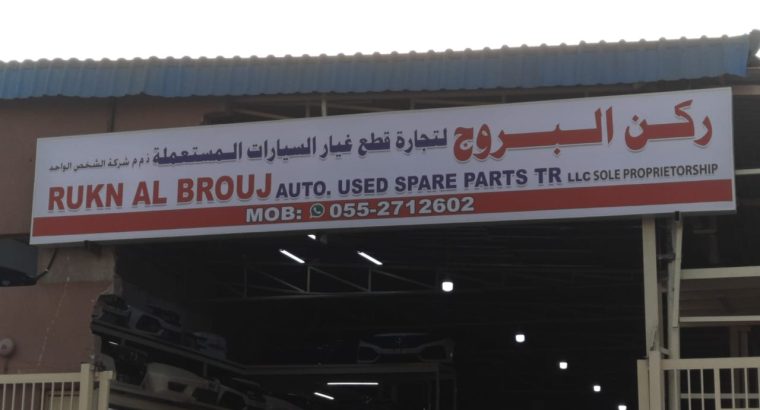 ركن البروج لتجارة قطع غيار السيارات المستعملة ذ م م شركة الشخص الواحد
RUKN AL BROUJ AUTO. USED SPARE PARTS TR LLC SOLE PROPRIETORSHIP
MOB: 055-2712602